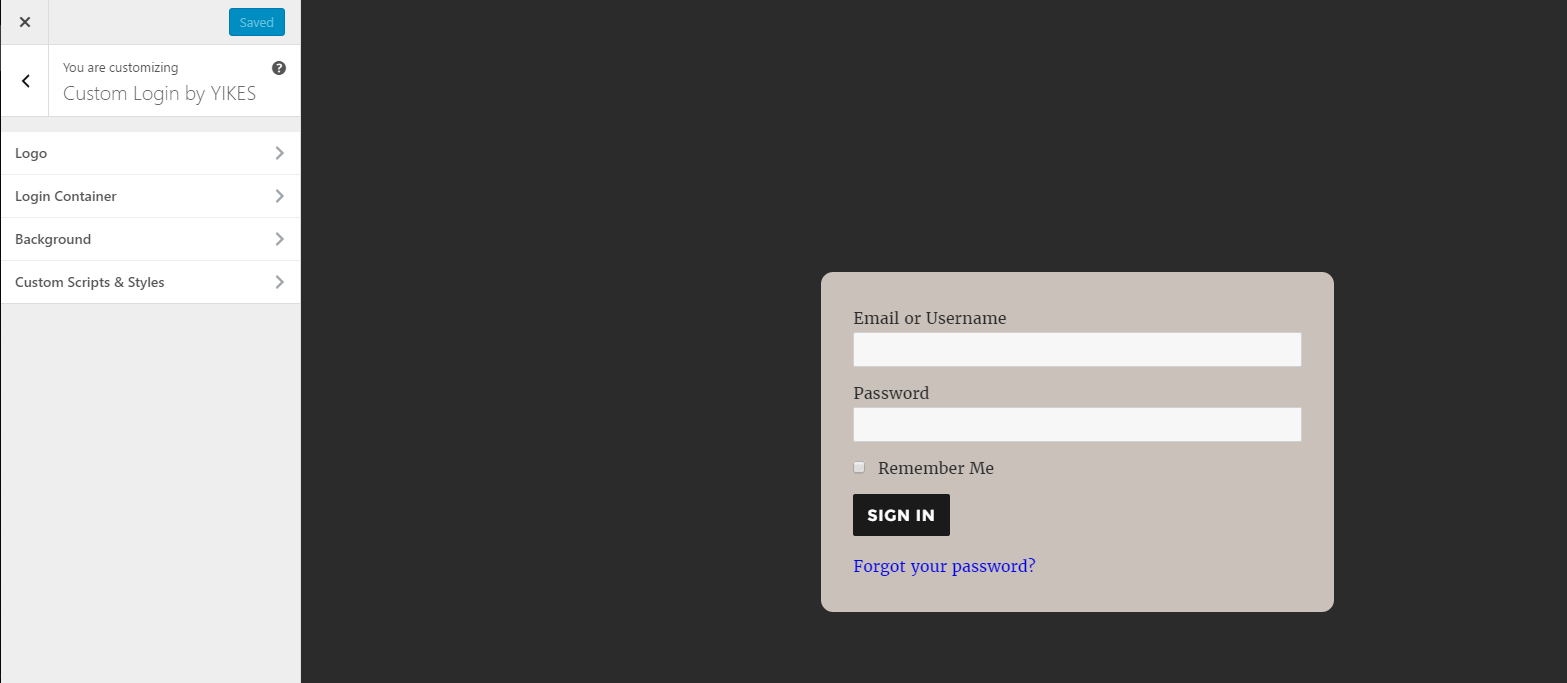 Saved
You are customizing
Custom Login by YIKES
Logo
Login Container
Background
Custom Scripts & Styles
Email or Username
Password
Remember Me
SIGN IN
Forgot your password?